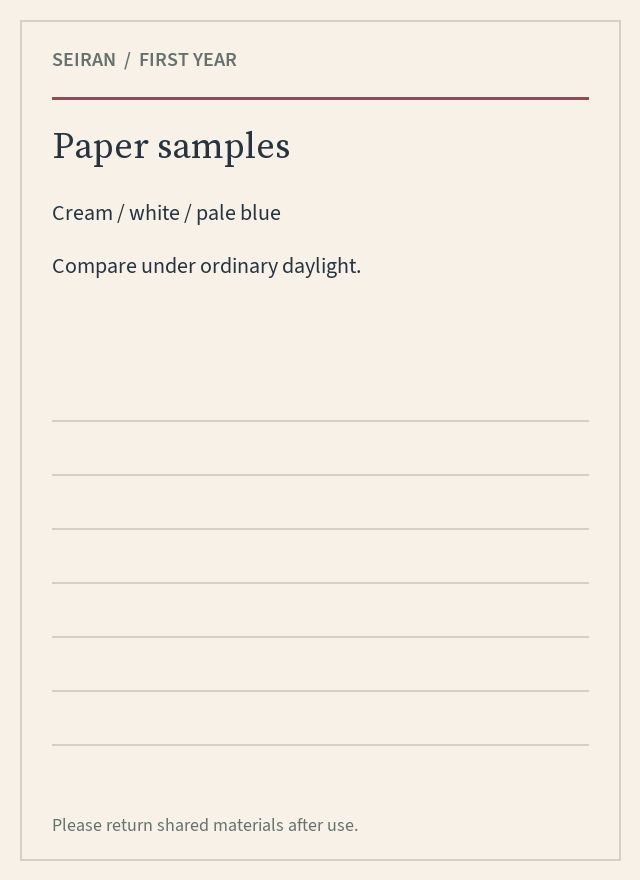 SEIRAN / FIRST YEAR
Paper samples
Cream / white / pale blue
Compare under ordinary daylight.
Please return shared materials after use.